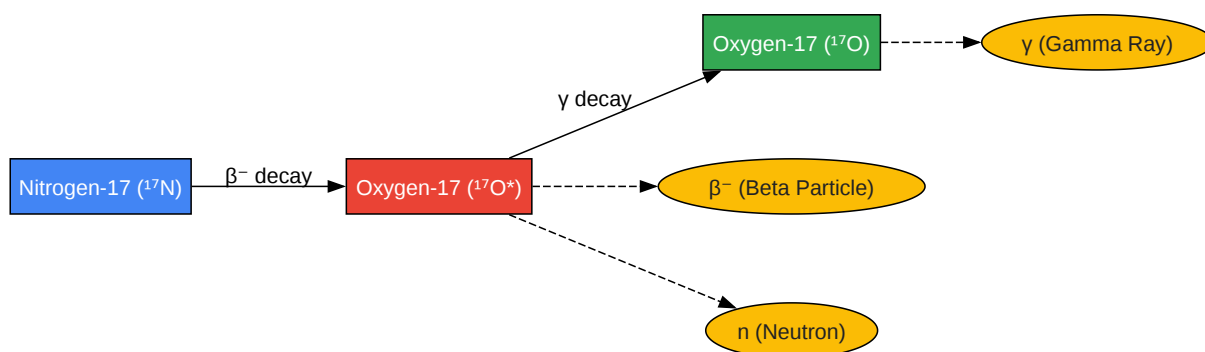 Oxygen-17 (¹⁷O)
γ (Gamma Ray)
γ decay
Nitrogen-17 (¹⁷N)
β⁻ decay
Oxygen-17 (¹⁷O*)
β⁻ (Beta Particle)
n (Neutron)